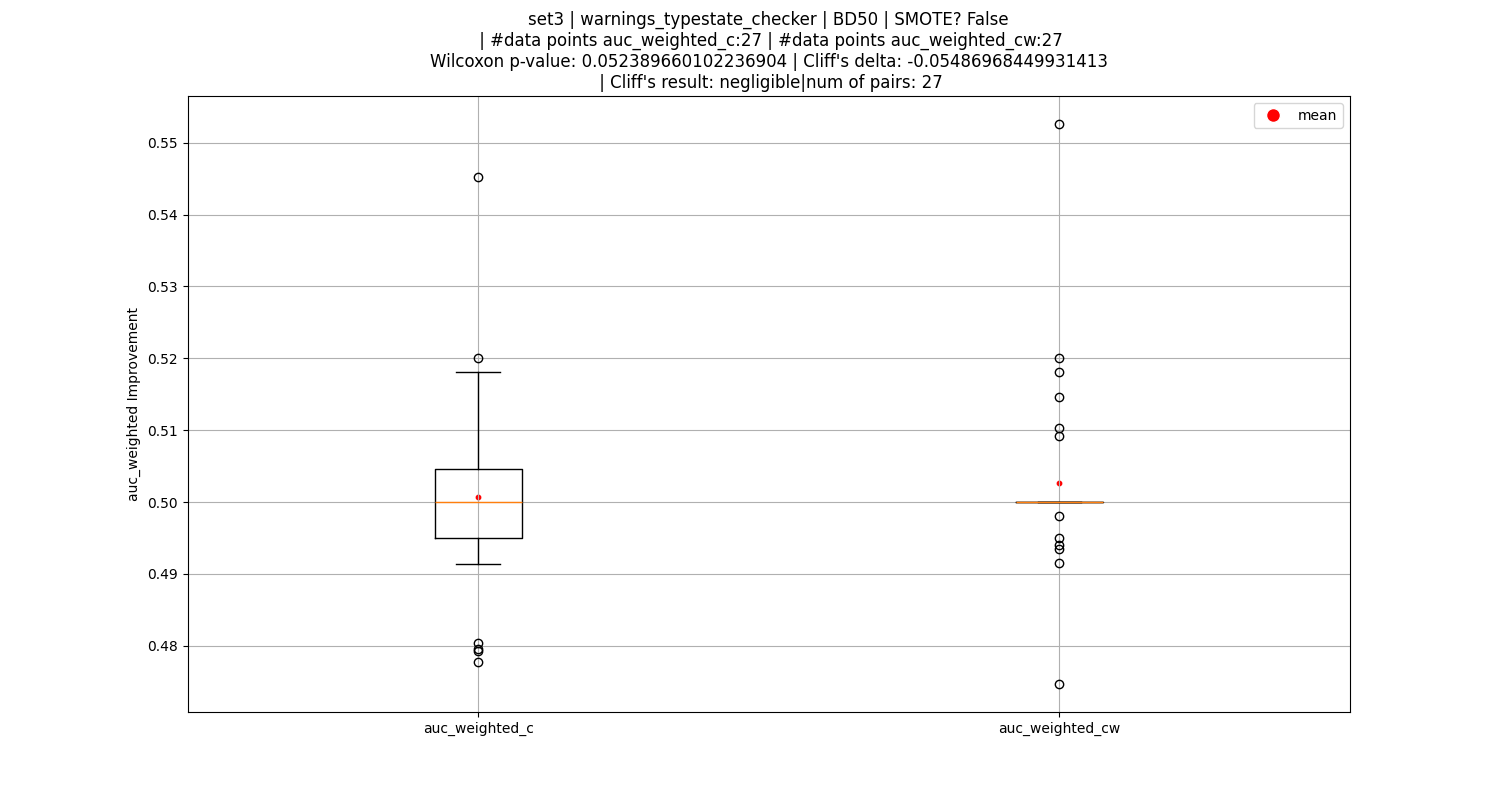 set3 | warnings_typestate_checker | BD50 | SMOTE? False
| #data points auc_weighted_c:27 | #data points auc_weighted_cw:27
Wilcoxon p-value: 0.052389660102236904 | Cliff's delta: -0.05486968449931413
| Cliff's result: negligible|num of pairs: 27
mean
0.55
0.54
0.53
0.52
0.51
0.50
0.49
0.48
auc_weighted Improvement
auc_weighted_c
auc_weighted_cw